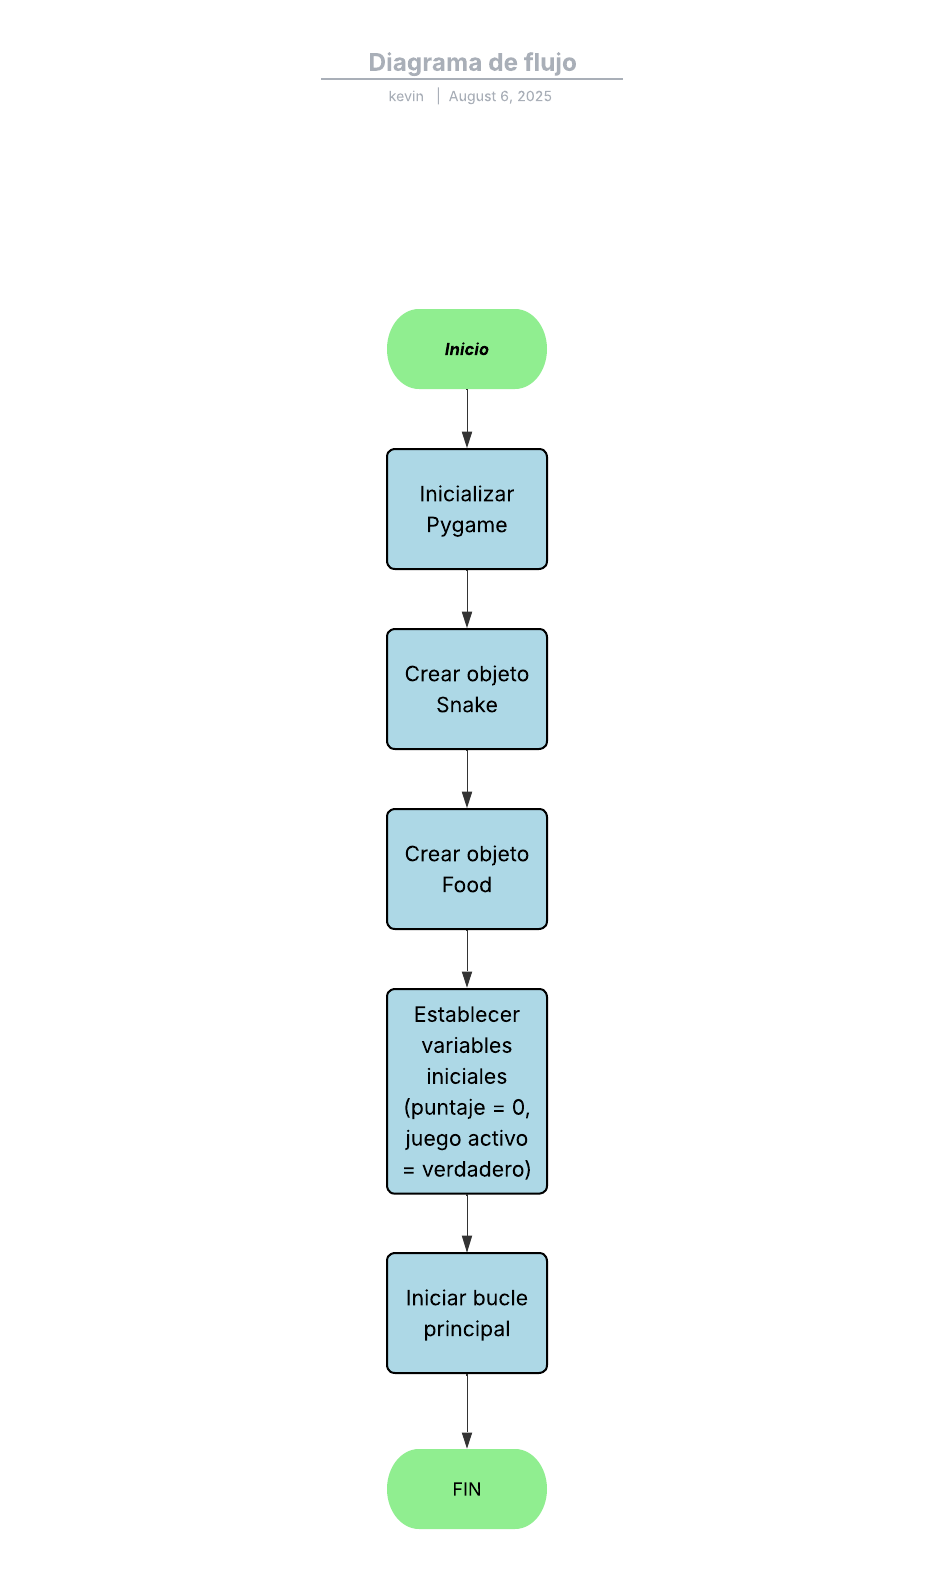 Diagrama de flujo
kevin | August 6, 2025
Inicio
Inicializar
Pygame
Crear objeto
Snake
Crear objeto
Food
Establecer
variables
iniciales
(puntaje = 0,
juego activo
= verdadero)
Iniciar bucle
principal
FIN